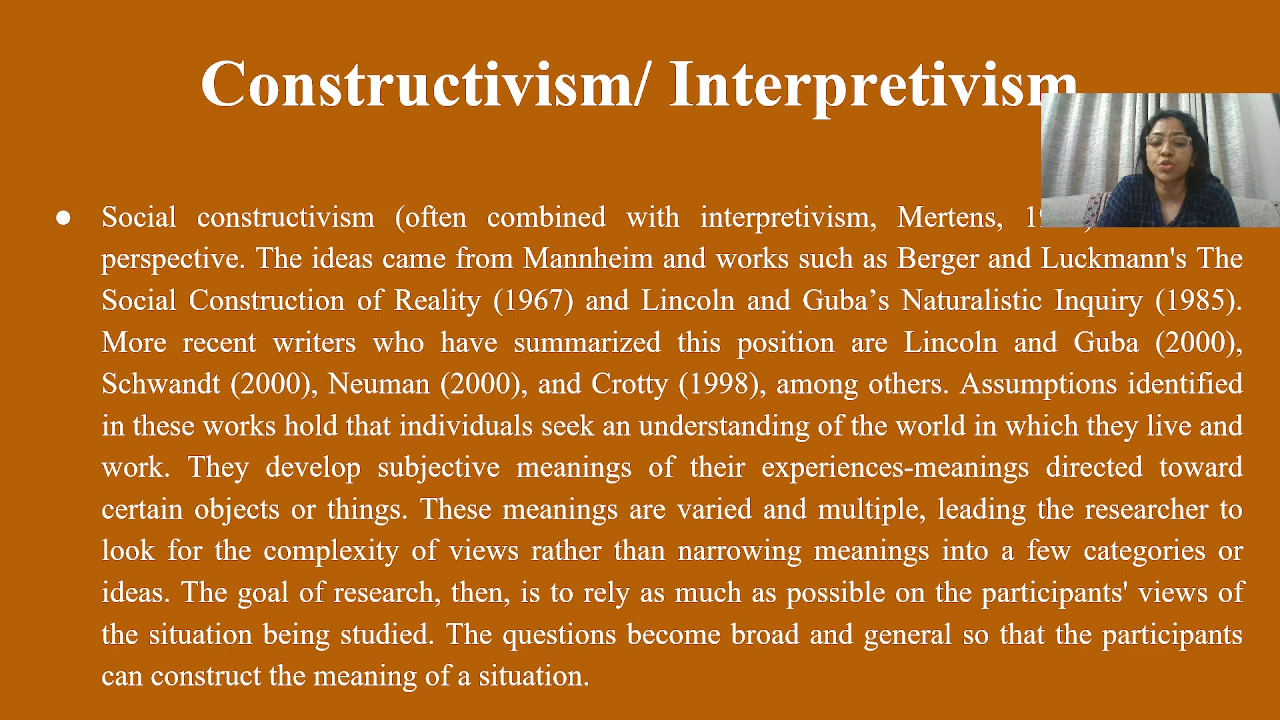 Constructivism/ Interpretivism
● Social constructivism (often combined with interpretivism, Mertens,
perspective. The ideas came from Mannheim and works such as Berger and Luckmann's The
Social Construction of Reality (1967) and Lincoln and Guba’s Naturalistic Inquiry (1985).
More recent writers who have summarized this position are Lincoln and Guba (2000),
Schwandt (2000), Neuman (2000), and Crotty (1998), among others. Assumptions identified
in these works hold that individuals seek an understanding of the world in which they live and
work. They develop subjective meanings of their experiences-meanings directed toward
certain objects or things. These meanings are varied and multiple, leading the researcher to
look for the complexity of views rather than narrowing meanings into a few categories or
ideas. The goal of research, then, is to rely as much as possible on the participants' views of
the situation being studied. The questions become broad and general so that the participants
can construct the meaning of a situation.